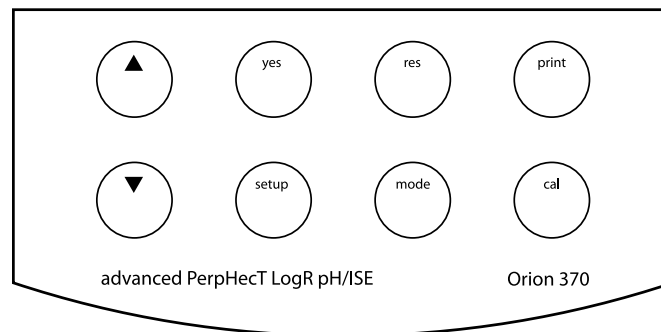 yes res print
setup mode cal
advanced PerpHecT LogR pH/ISE Orion 370